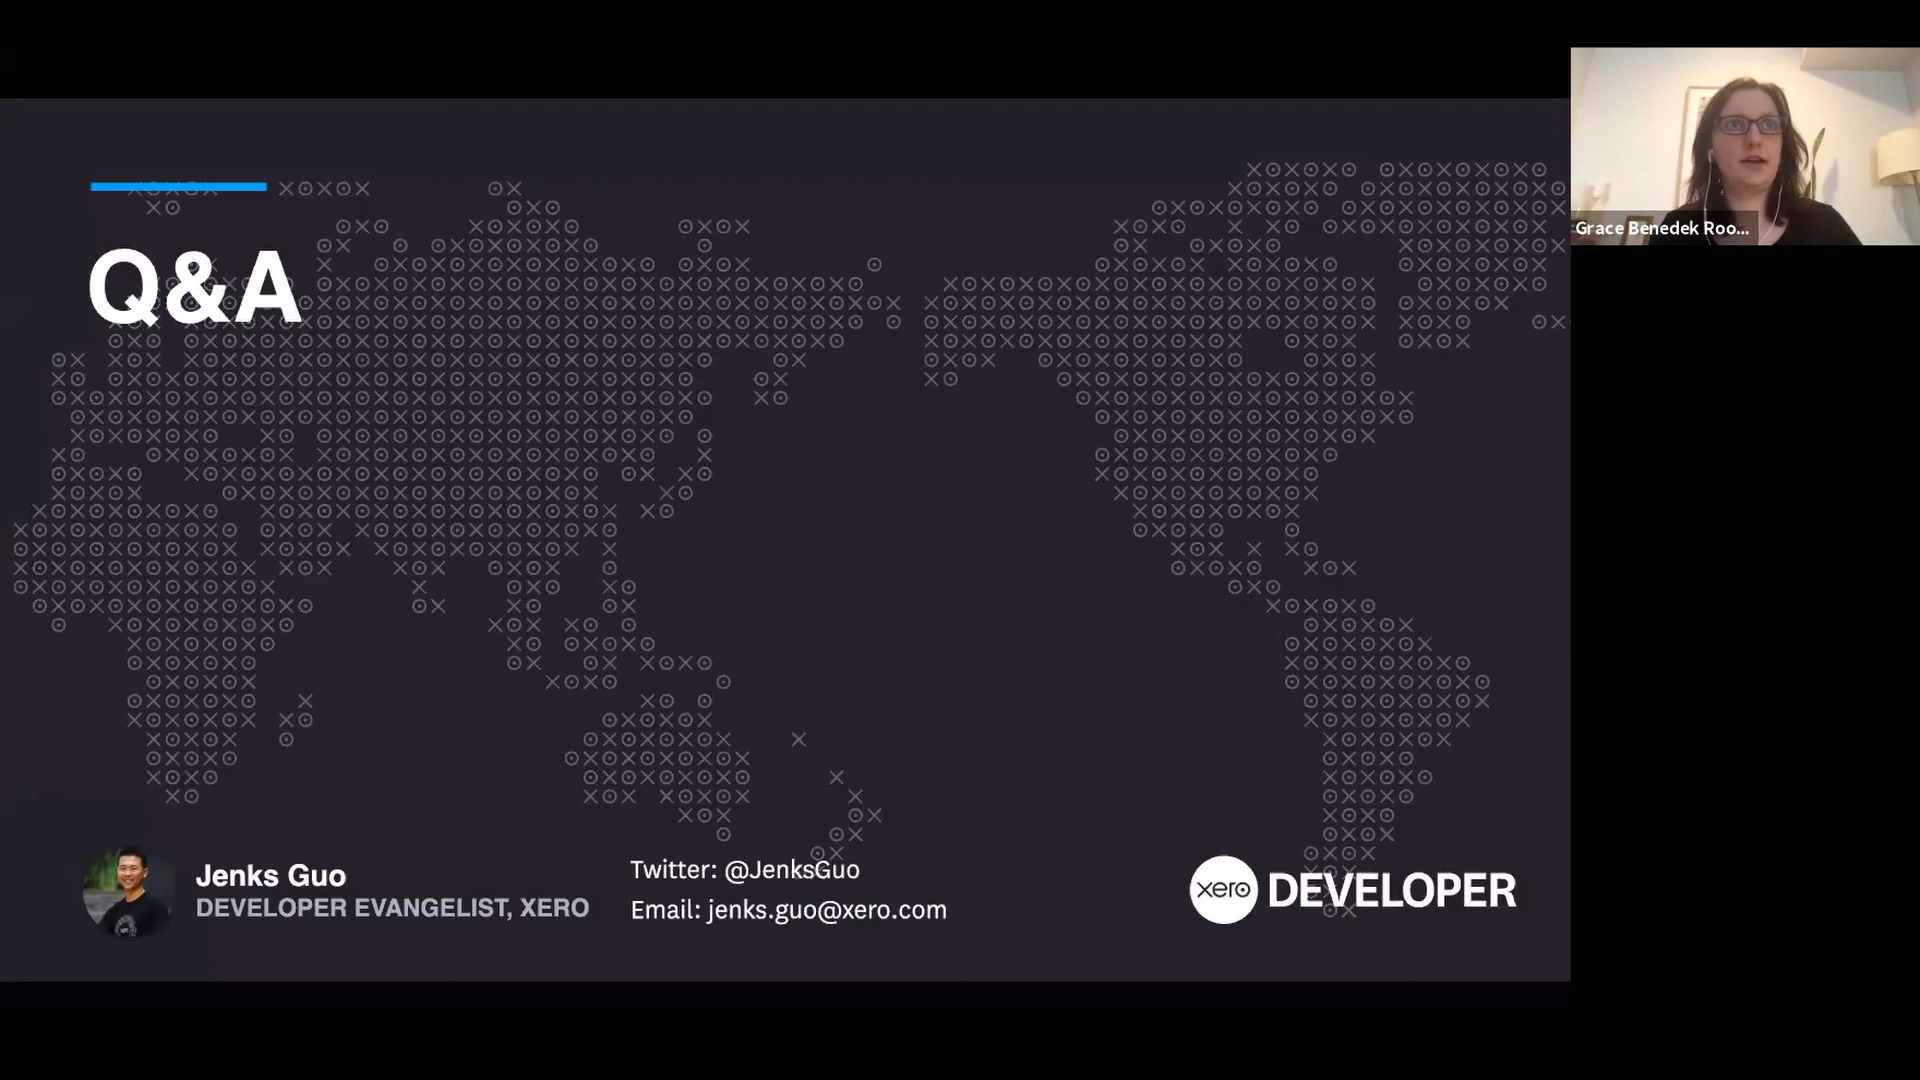 Q&A
Jenks Guo
DEVELOPER EVANGELIST, XERO
Twitter: @JenksGuo
Email: jenks.guo@xero.com
xero DEVELOPER
Grace Benedek Roo...